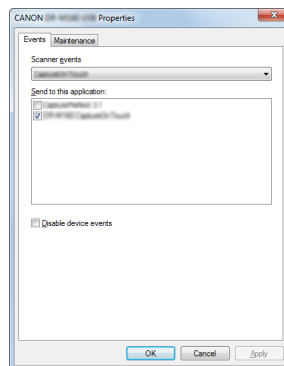 CANON Properties
Events Maintenance
Scanner events
Send to this application:
Disable device events
OK Cancel Apply